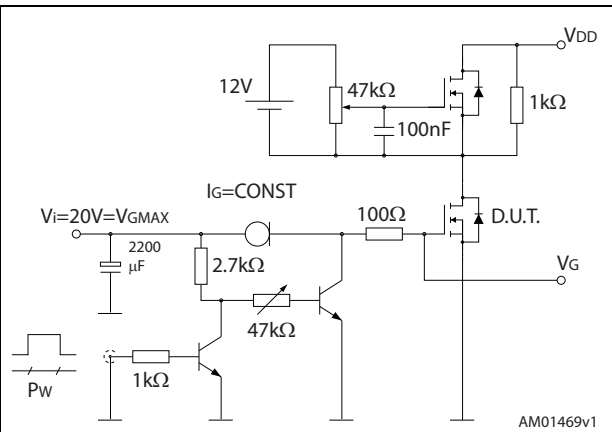 VDD
12V
47kΩ
1kΩ
100nF
IG=CONST
Vi=20V=VGMAX
100Ω
D.U.T.
2200
μF
2.7kΩ
VG
47kΩ
1kΩ
PW
AM01469v1